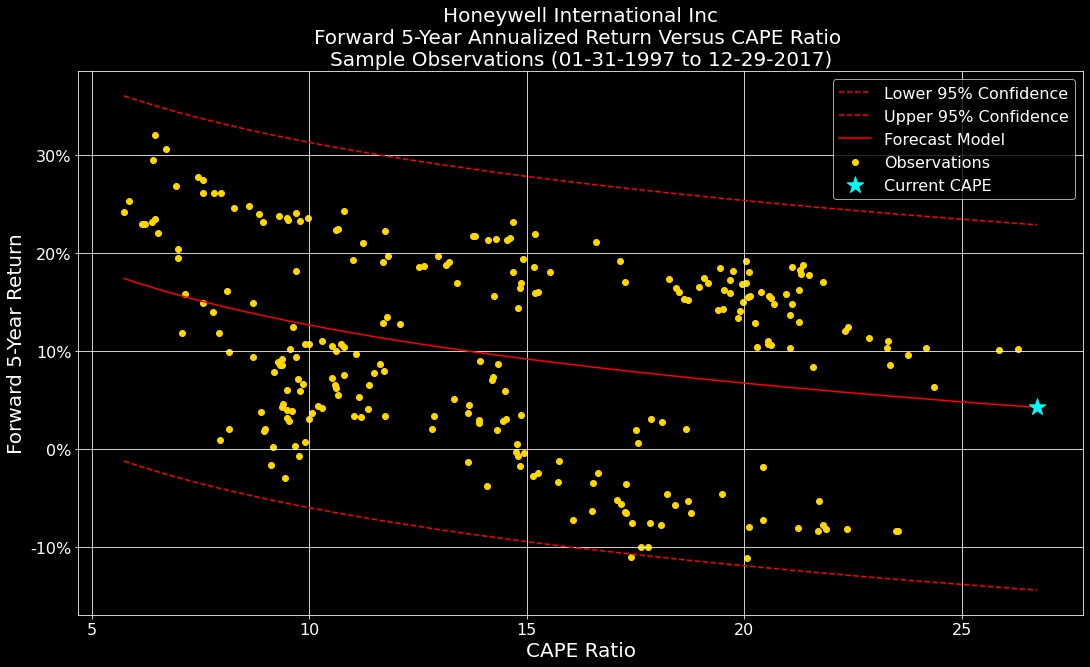 Honeywell International Inc
Forward 5-Year Annualized Return Versus CAPE Ratio
Sample Observations (01-31-1997 to 12-29-2017)
Lower 95% Confidence
Upper 95% Confidence
Forecast Model
Observations
Current CAPE
Forward 5-Year Return
30%
20%
10%
0%
-10%
5
10
15
20
25
CAPE Ratio